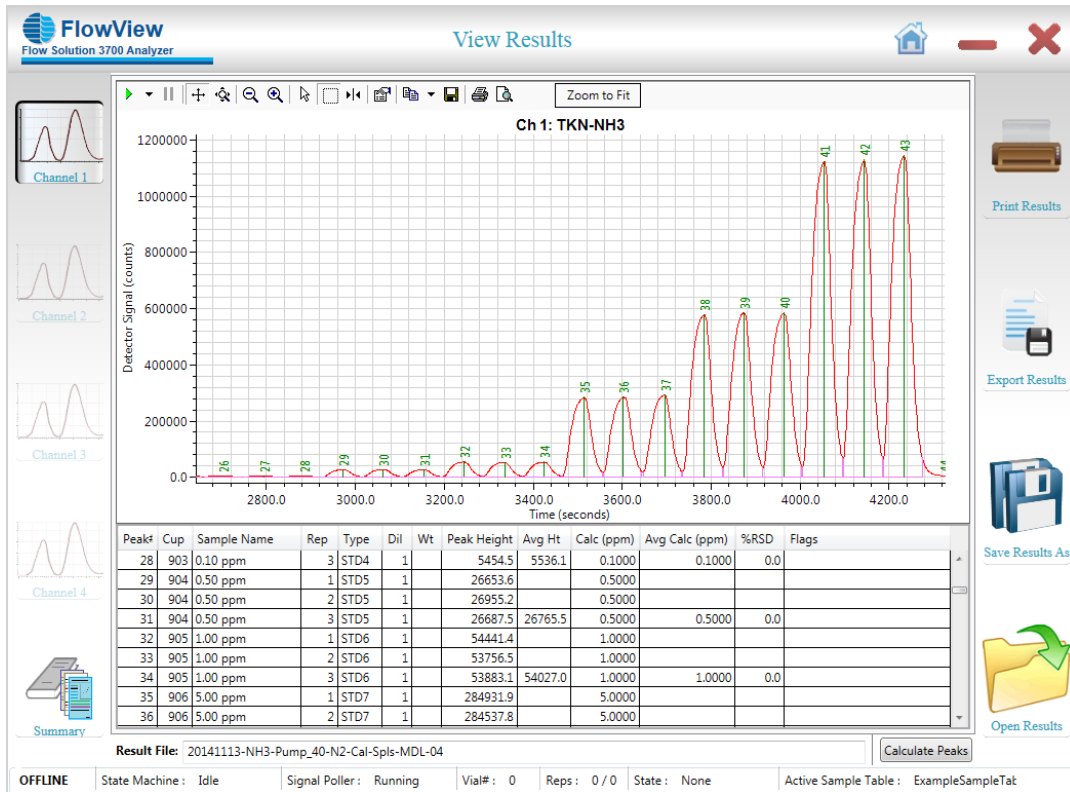 FlowView
Flow Solution 3700 Analyzer
View Results
Channel 1
Channel 2
Channel 3
Channel 4
Summary
Zoom to Fit
Ch 1: TKN-NH3
Detector Signal (counts)
1200000
1000000
800000
600000
400000
200000
0.0
26 27 28 29 30 31 32 33 34 35 36 37 38 39 40 41 42 43 44
2800.0 3000.0 3200.0 3400.0 3600.0 3800.0 4000.0 4200.0
Time (seconds)
Peak# Cup Sample Name Rep Type Dil Wt Peak Height Avg Ht Calc (ppm) Avg Calc (ppm) %RSD Flags
28 903 0.10 ppm 3 STD4 1 5454.5 5536.1 0.1000 0.1000 0.0
29 904 0.50 ppm 1 STD5 1 26653.6 0.5000
30 904 0.50 ppm 2 STD5 1 26955.2 0.5000
31 904 0.50 ppm 3 STD5 1 26687.5 26765.5 0.5000 0.5000 0.0
32 905 1.00 ppm 1 STD6 1 54441.4 1.0000
33 905 1.00 ppm 2 STD6 1 53756.5 1.0000
34 905 1.00 ppm 3 STD6 1 53883.1 54027.0 1.0000 1.0000 0.0
35 906 5.00 ppm 1 STD7 1 284931.9 5.0000
36 906 5.00 ppm 2 STD7 1 284537.8 5.0000
Result File: 20141113-NH3-Pump_40-N2-Cal-Spls-MDL-04
Calculate Peaks
Print Results
Export Results
Save Results As
Open Results
OFFLINE State Machine : Idle Signal Poller : Running Vial# : 0 Reps : 0 / 0 State : None Active Sample Table : ExampleSampleTab